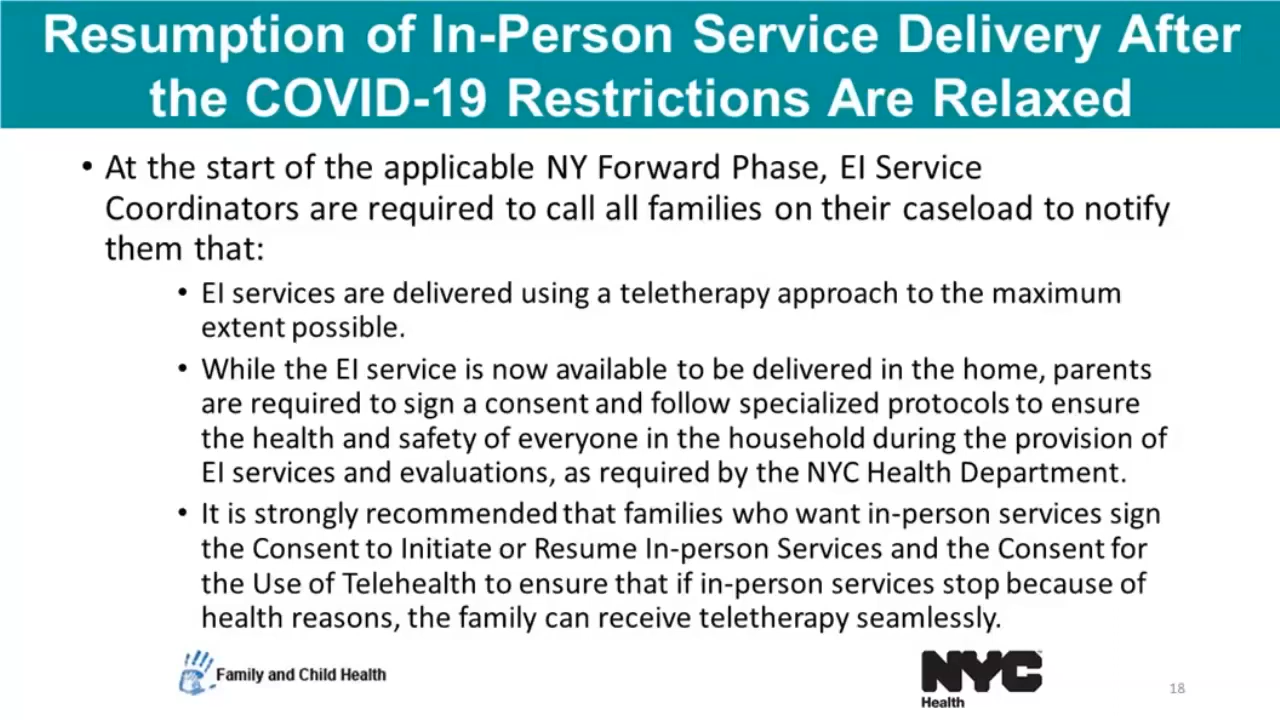 Resumption of In-Person Service Delivery After
the COVID-19 Restrictions Are Relaxed
• At the start of the applicable NY Forward Phase, EI Service
Coordinators are required to call all families on their caseload to notify
them that:
• EI services are delivered using a teletherapy approach to the maximum
extent possible.
• While the EI service is now available to be delivered in the home, parents
are required to sign a consent and follow specialized protocols to ensure
the health and safety of everyone in the household during the provision of
EI services and evaluations, as required by the NYC Health Department.
• It is strongly recommended that families who want in-person services sign
the Consent to Initiate or Resume In-person Services and the Consent for
the Use of Telehealth to ensure that if in-person services stop because of
health reasons, the family can receive teletherapy seamlessly.
Family and Child Health
NYC
Health
18